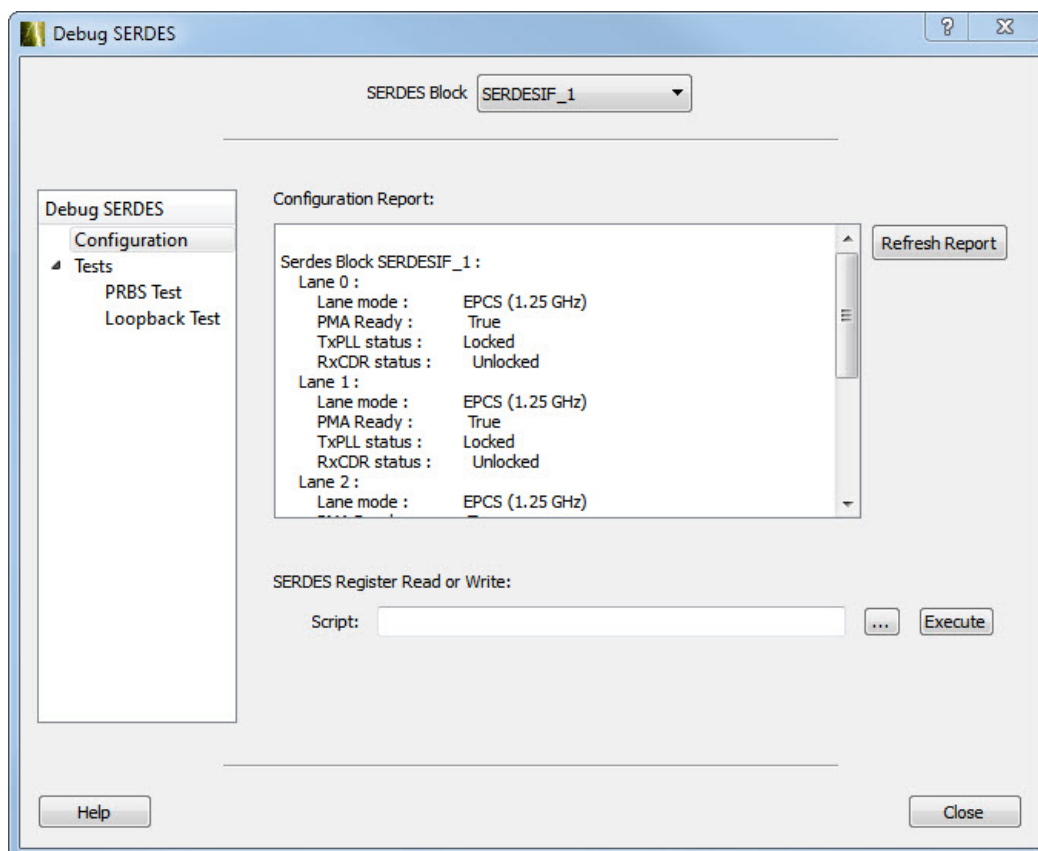 Debug SERDES
SERDES Block SERDESIF_1
Debug SERDES
Configuration
Tests
PRBS Test
Loopback Test
Configuration Report:
Serdes Block SERDESIF_1 :
Lane 0 :
Lane mode : EPCS (1.25 GHz)
PMA Ready : True
TxPLL status : Locked
RxCDR status : Unlocked
Lane 1 :
Lane mode : EPCS (1.25 GHz)
PMA Ready : True
TxPLL status : Locked
RxCDR status : Unlocked
Lane 2 :
Lane mode : EPCS (1.25 GHz)
Refresh Report
SERDES Register Read or Write:
Script: ... Execute
Help Close